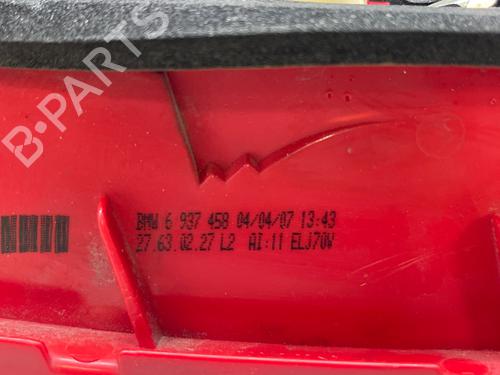 B-PARTS
BMW 6 937 458 04/04/07 13:43
27.63.02.27 L2 AI:11 ELJ70W